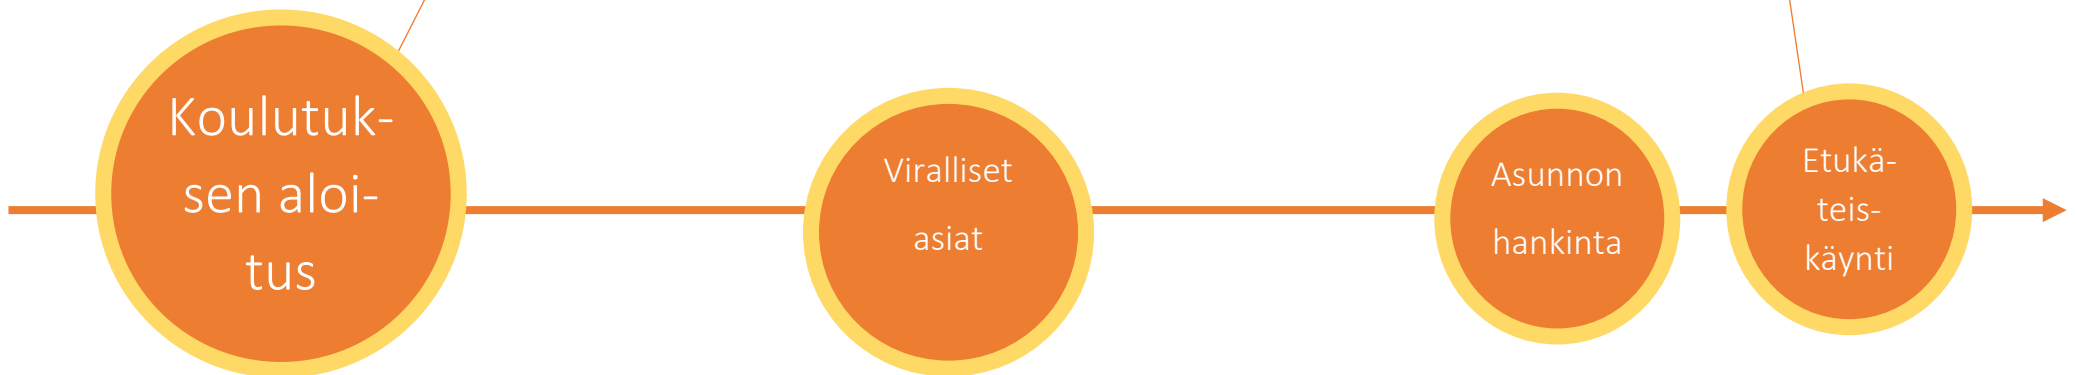 Koulutuk-
sen aloi-
tus
Viralliset
asiat
Asunnon
hankinta
Etukä-
teis-
käynti